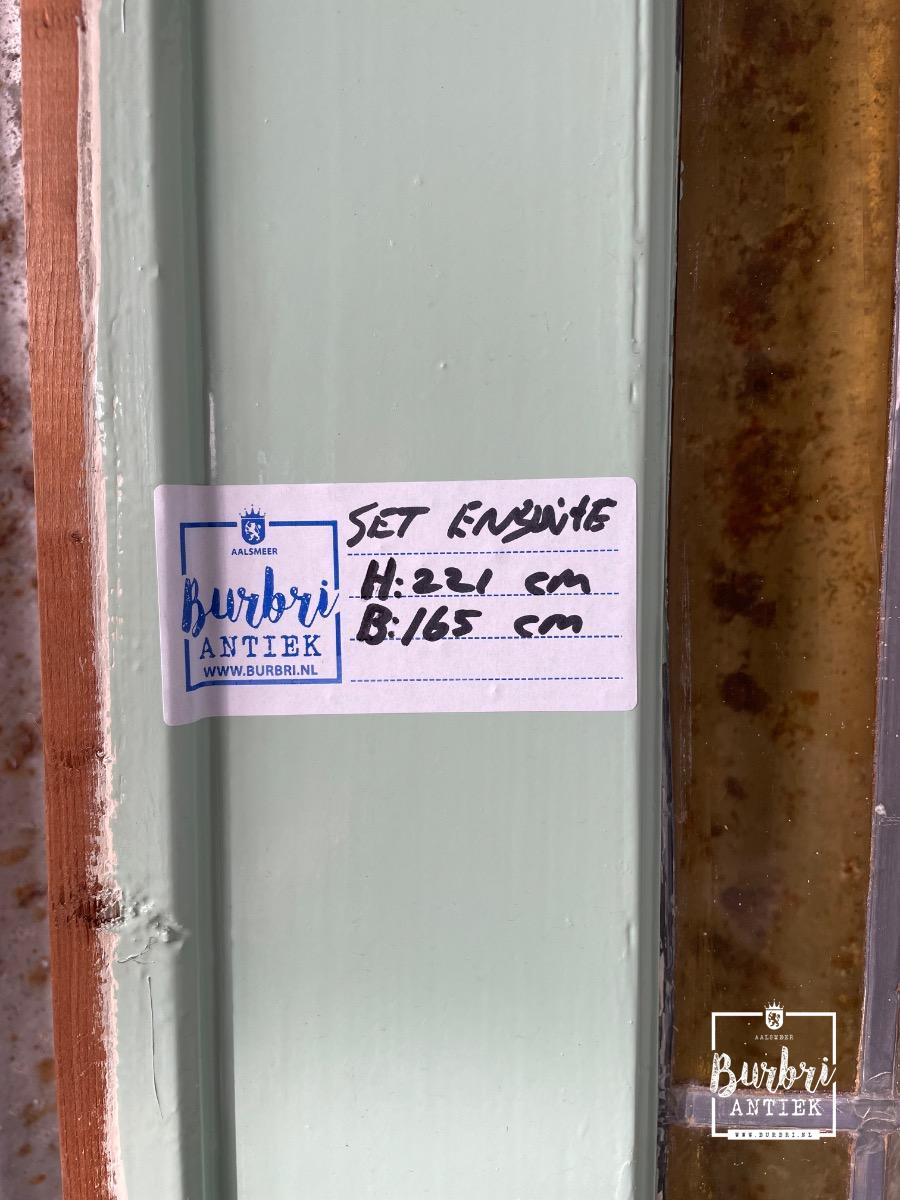 AALSMEER
Burbri
ANTIEK
WWW.BURBRI.NL
SET ENSUITE
H:221 cm
B:165 cm
AALSMEER
Burbri
ANTIEK
WWW.BURBRI.NL